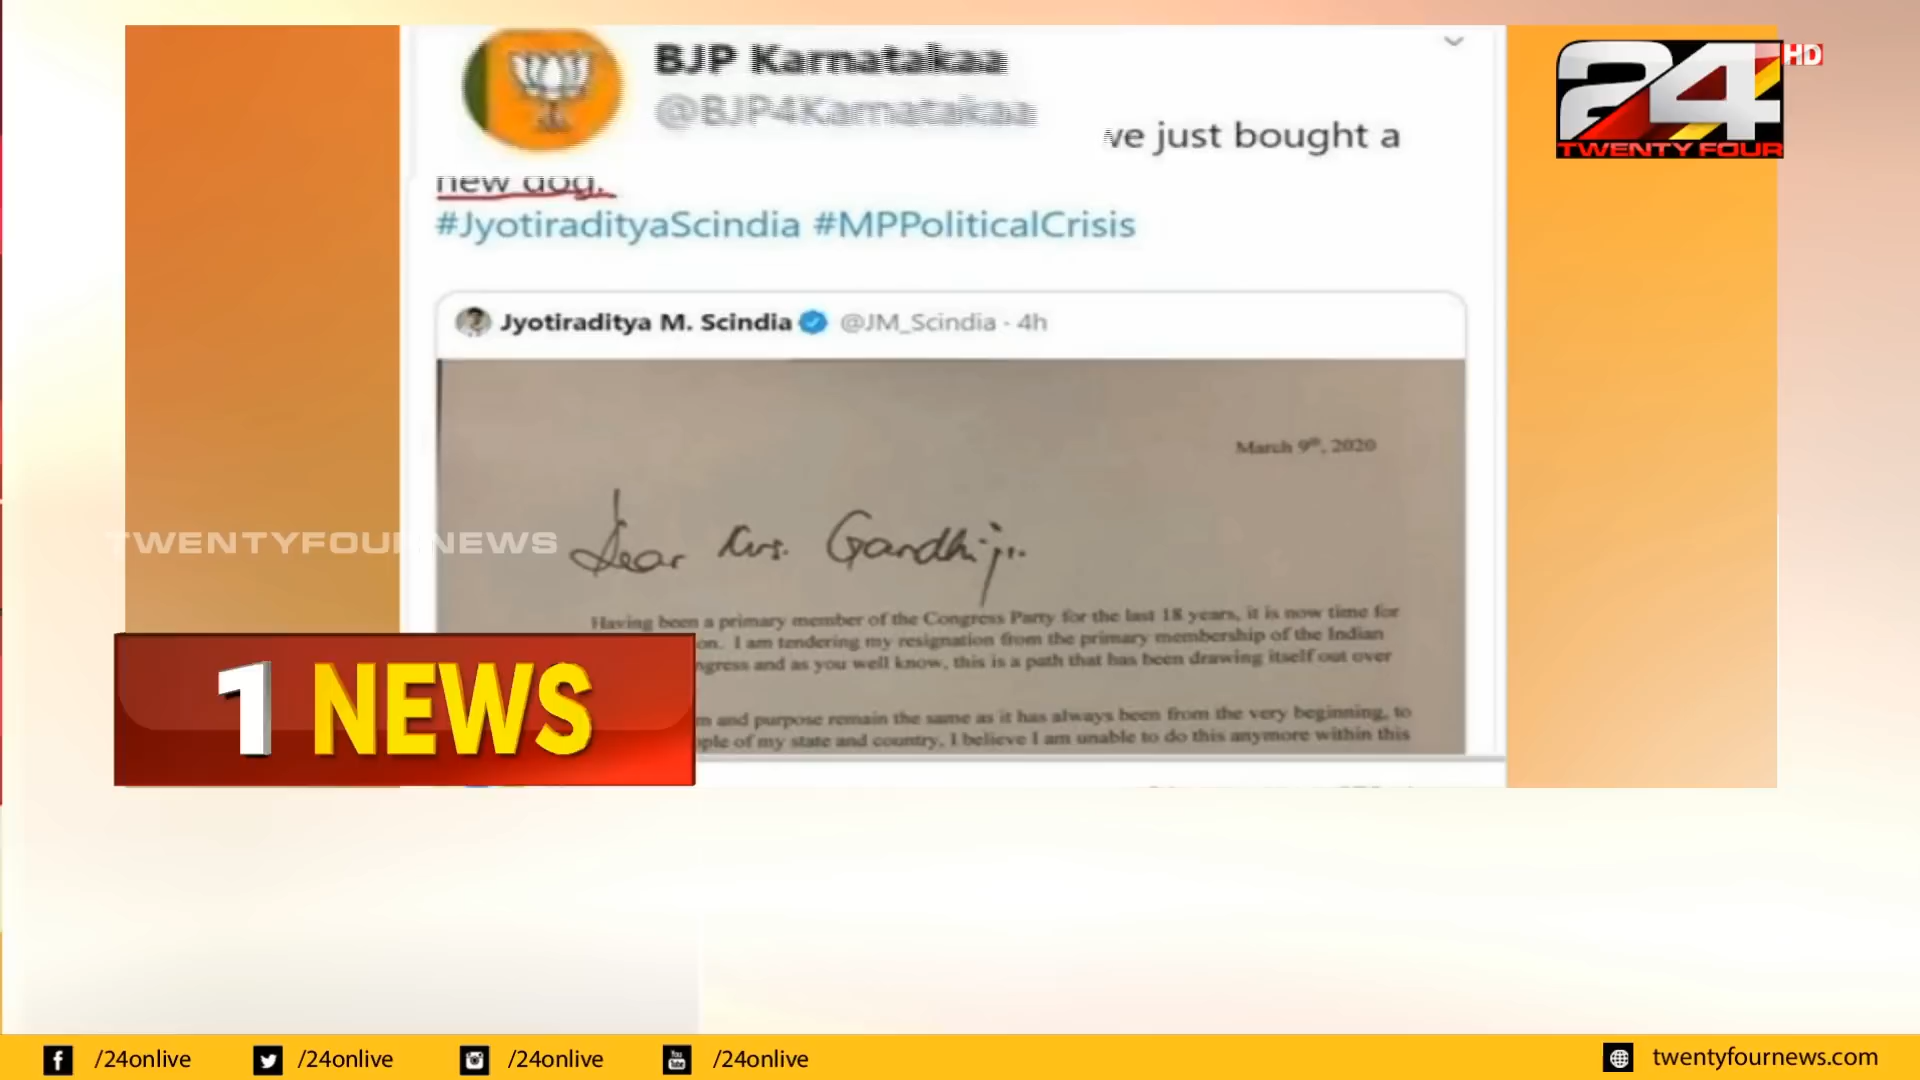 BJP Karnatakaa
@BJP4Karnatakaa
we just bought a
new dog.
#JyotiradityaScindia #MPPoliticalCrisis
Jyotiraditya M. Scindia @JM_Scindia - 4h
March 9th, 2020
Dear Mrs. Gandhiji.
Having been a primary member of the Congress Party for the last 18 years, it is now time for
on. I am tendering my resignation from the primary membership of the Indian
ngress and as you well know, this is a path that has been drawing itself out over
m and purpose remain the same as it has always been from the very beginning, to
ple of my state and country, I believe I am unable to do this anymore within this
24 HD
TWENTY FOUR
TWENTYFOURNEWS
1 NEWS
/24onlive /24onlive /24onlive You Tube /24onlive twentyfournews.com